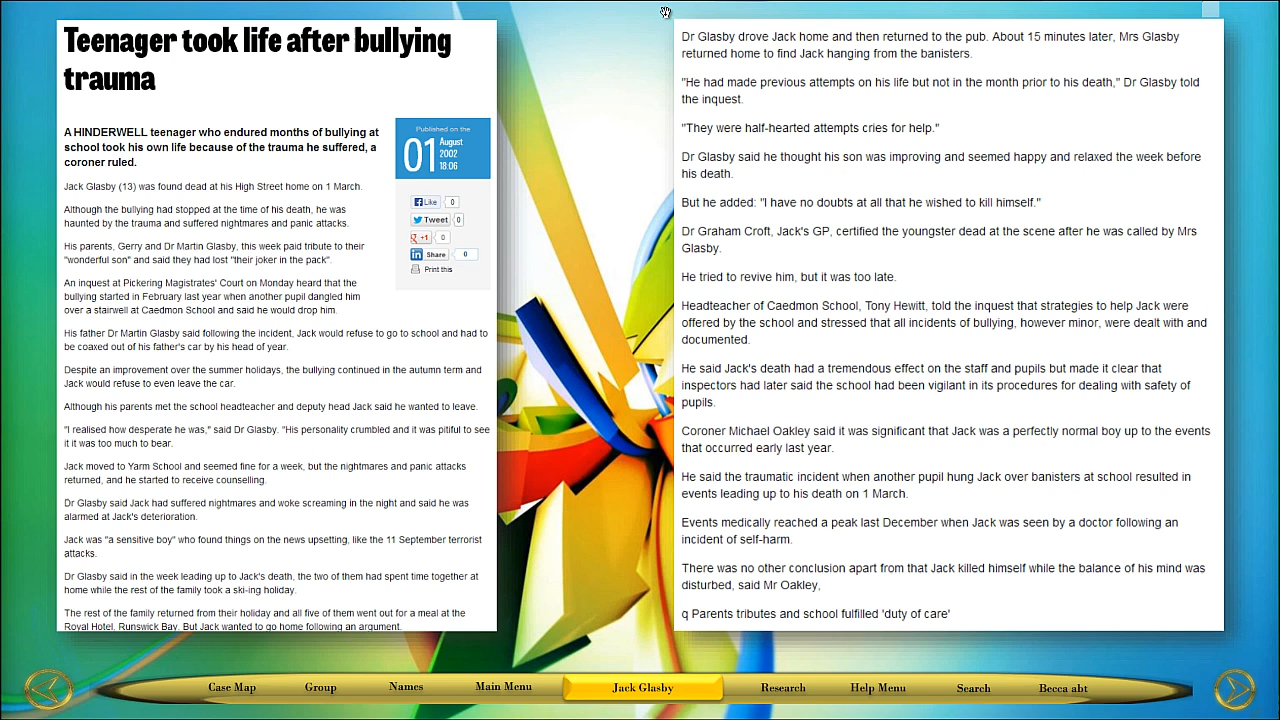 Teenager took life after bullying
trauma
A HINDERWELL teenager who endured months of bullying at
school took his own life because of the trauma he suffered, a
coroner ruled.
Published on the
01
August
2002
18:06
Like 0
Tweet 0
+1 0
in Share 0
Print this
Jack Glasby (13) was found dead at his High Street home on 1 March.
Although the bullying had stopped at the time of his death, he was
haunted by the trauma and suffered nightmares and panic attacks.
His parents, Gerry and Dr Martin Glasby, this week paid tribute to their
"wonderful son" and said they had lost "their joker in the pack".
An inquest at Pickering Magistrates' Court on Monday heard that the
bullying started in February last year when another pupil dangled him
over a stairwell at Caedmon School and said he would drop him.
His father Dr Martin Glasby said following the incident, Jack would refuse to go to school and had to
be coaxed out of his father's car by his head of year.
Despite an improvement over the summer holidays, the bullying continued in the autumn term and
Jack would refuse to even leave the car.
Although his parents met the school headteacher and deputy head Jack said he wanted to leave.
"I realised how desperate he was," said Dr Glasby. "His personality crumbled and it was pitiful to see
it it was too much to bear.
Jack moved to Yarm School and seemed fine for a week, but the nightmares and panic attacks
returned, and he started to receive counselling.
Dr Glasby said Jack had suffered nightmares and woke screaming in the night and said he was
alarmed at Jack's deterioration.
Jack was "a sensitive boy" who found things on the news upsetting, like the 11 September terrorist
attacks.
Dr Glasby said in the week leading up to Jack's death, the two of them had spent time together at
home while the rest of the family took a ski-ing holiday.
The rest of the family returned from their holiday and all five of them went out for a meal at the
Royal Hotel, Runswick Bay. But Jack wanted to go home following an argument.
Dr Glasby drove Jack home and then returned to the pub. About 15 minutes later, Mrs Glasby
returned home to find Jack hanging from the banisters.
"He had made previous attempts on his life but not in the month prior to his death," Dr Glasby told
the inquest.
"They were half-hearted attempts cries for help."
Dr Glasby said he thought his son was improving and seemed happy and relaxed the week before
his death.
But he added: "I have no doubts at all that he wished to kill himself."
Dr Graham Croft, Jack's GP, certified the youngster dead at the scene after he was called by Mrs
Glasby.
He tried to revive him, but it was too late.
Headteacher of Caedmon School, Tony Hewitt, told the inquest that strategies to help Jack were
offered by the school and stressed that all incidents of bullying, however minor, were dealt with and
documented.
He said Jack's death had a tremendous effect on the staff and pupils but made it clear that
inspectors had later said the school had been vigilant in its procedures for dealing with safety of
pupils.
Coroner Michael Oakley said it was significant that Jack was a perfectly normal boy up to the events
that occurred early last year.
He said the traumatic incident when another pupil hung Jack over banisters at school resulted in
events leading up to his death on 1 March.
Events medically reached a peak last December when Jack was seen by a doctor following an
incident of self-harm.
There was no other conclusion apart from that Jack killed himself while the balance of his mind was
disturbed, said Mr Oakley,
q Parents tributes and school fulfilled 'duty of care'
Case Map Group Names Main Menu Jack Glasby Research Help Menu Search Becca abt